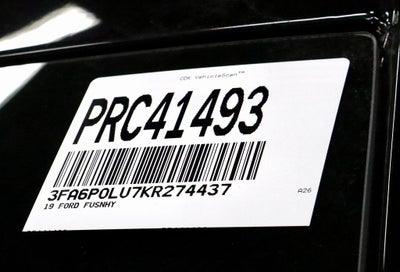 CDK VehicleScan™
PRC41493
3FA6P0LU7KR274437
A26
19 FORD FUSNHY